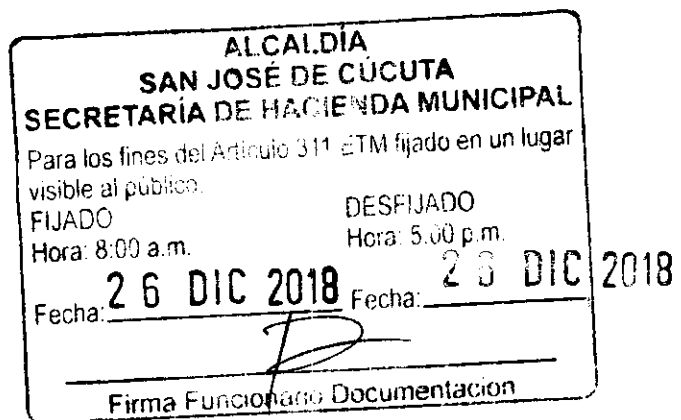 ALCALDÍA
SAN JOSÉ DE CÚCUTA
SECRETARÍA DE HACIENDA MUNICIPAL
Para los fines del Articulo 311 ETM fijado en un lugar
visible al público.
FIJADO DESFIJADO
Hora: 8:00 a.m. Hora: 5:00 p.m.
Fecha: 26 DIC 2018 Fecha: DIC 2018
Firma Funcionario Documentacion